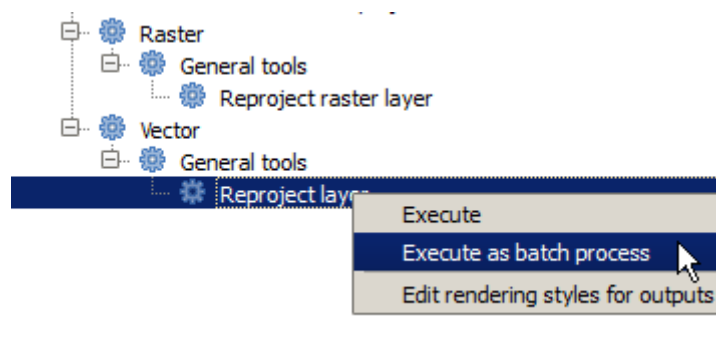 Raster
General tools
Reproject raster layer
Vector
General tools
Reproject layer
Execute
Execute as batch process
Edit rendering styles for outputs